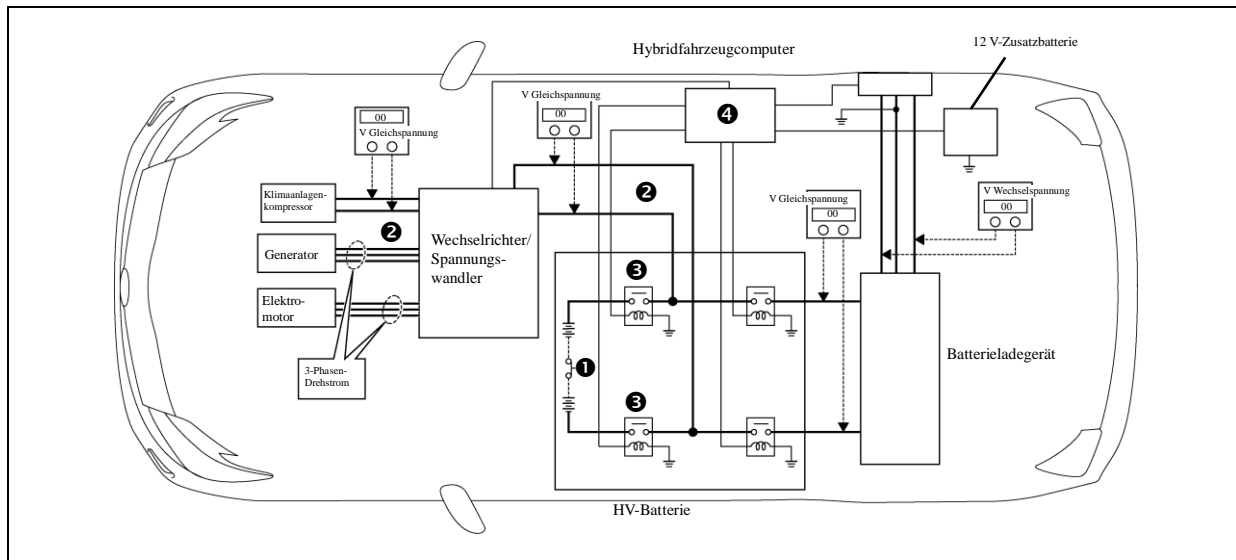 Hybridfahrzeugcomputer
12 V-Zusatzbatterie
V Gleichspannung
00
00
V Gleichspannung
❹
Klimaanlagen-
kompressor
❷
V Gleichspannung
00
V Wechselspannung
00
❷
Generator
Wechselrichter/
Spannungs-
wandler
❸
Elektro-
motor
3-Phasen-
Drehstrom
❶
Batterieladegerät
❸
HV-Batterie